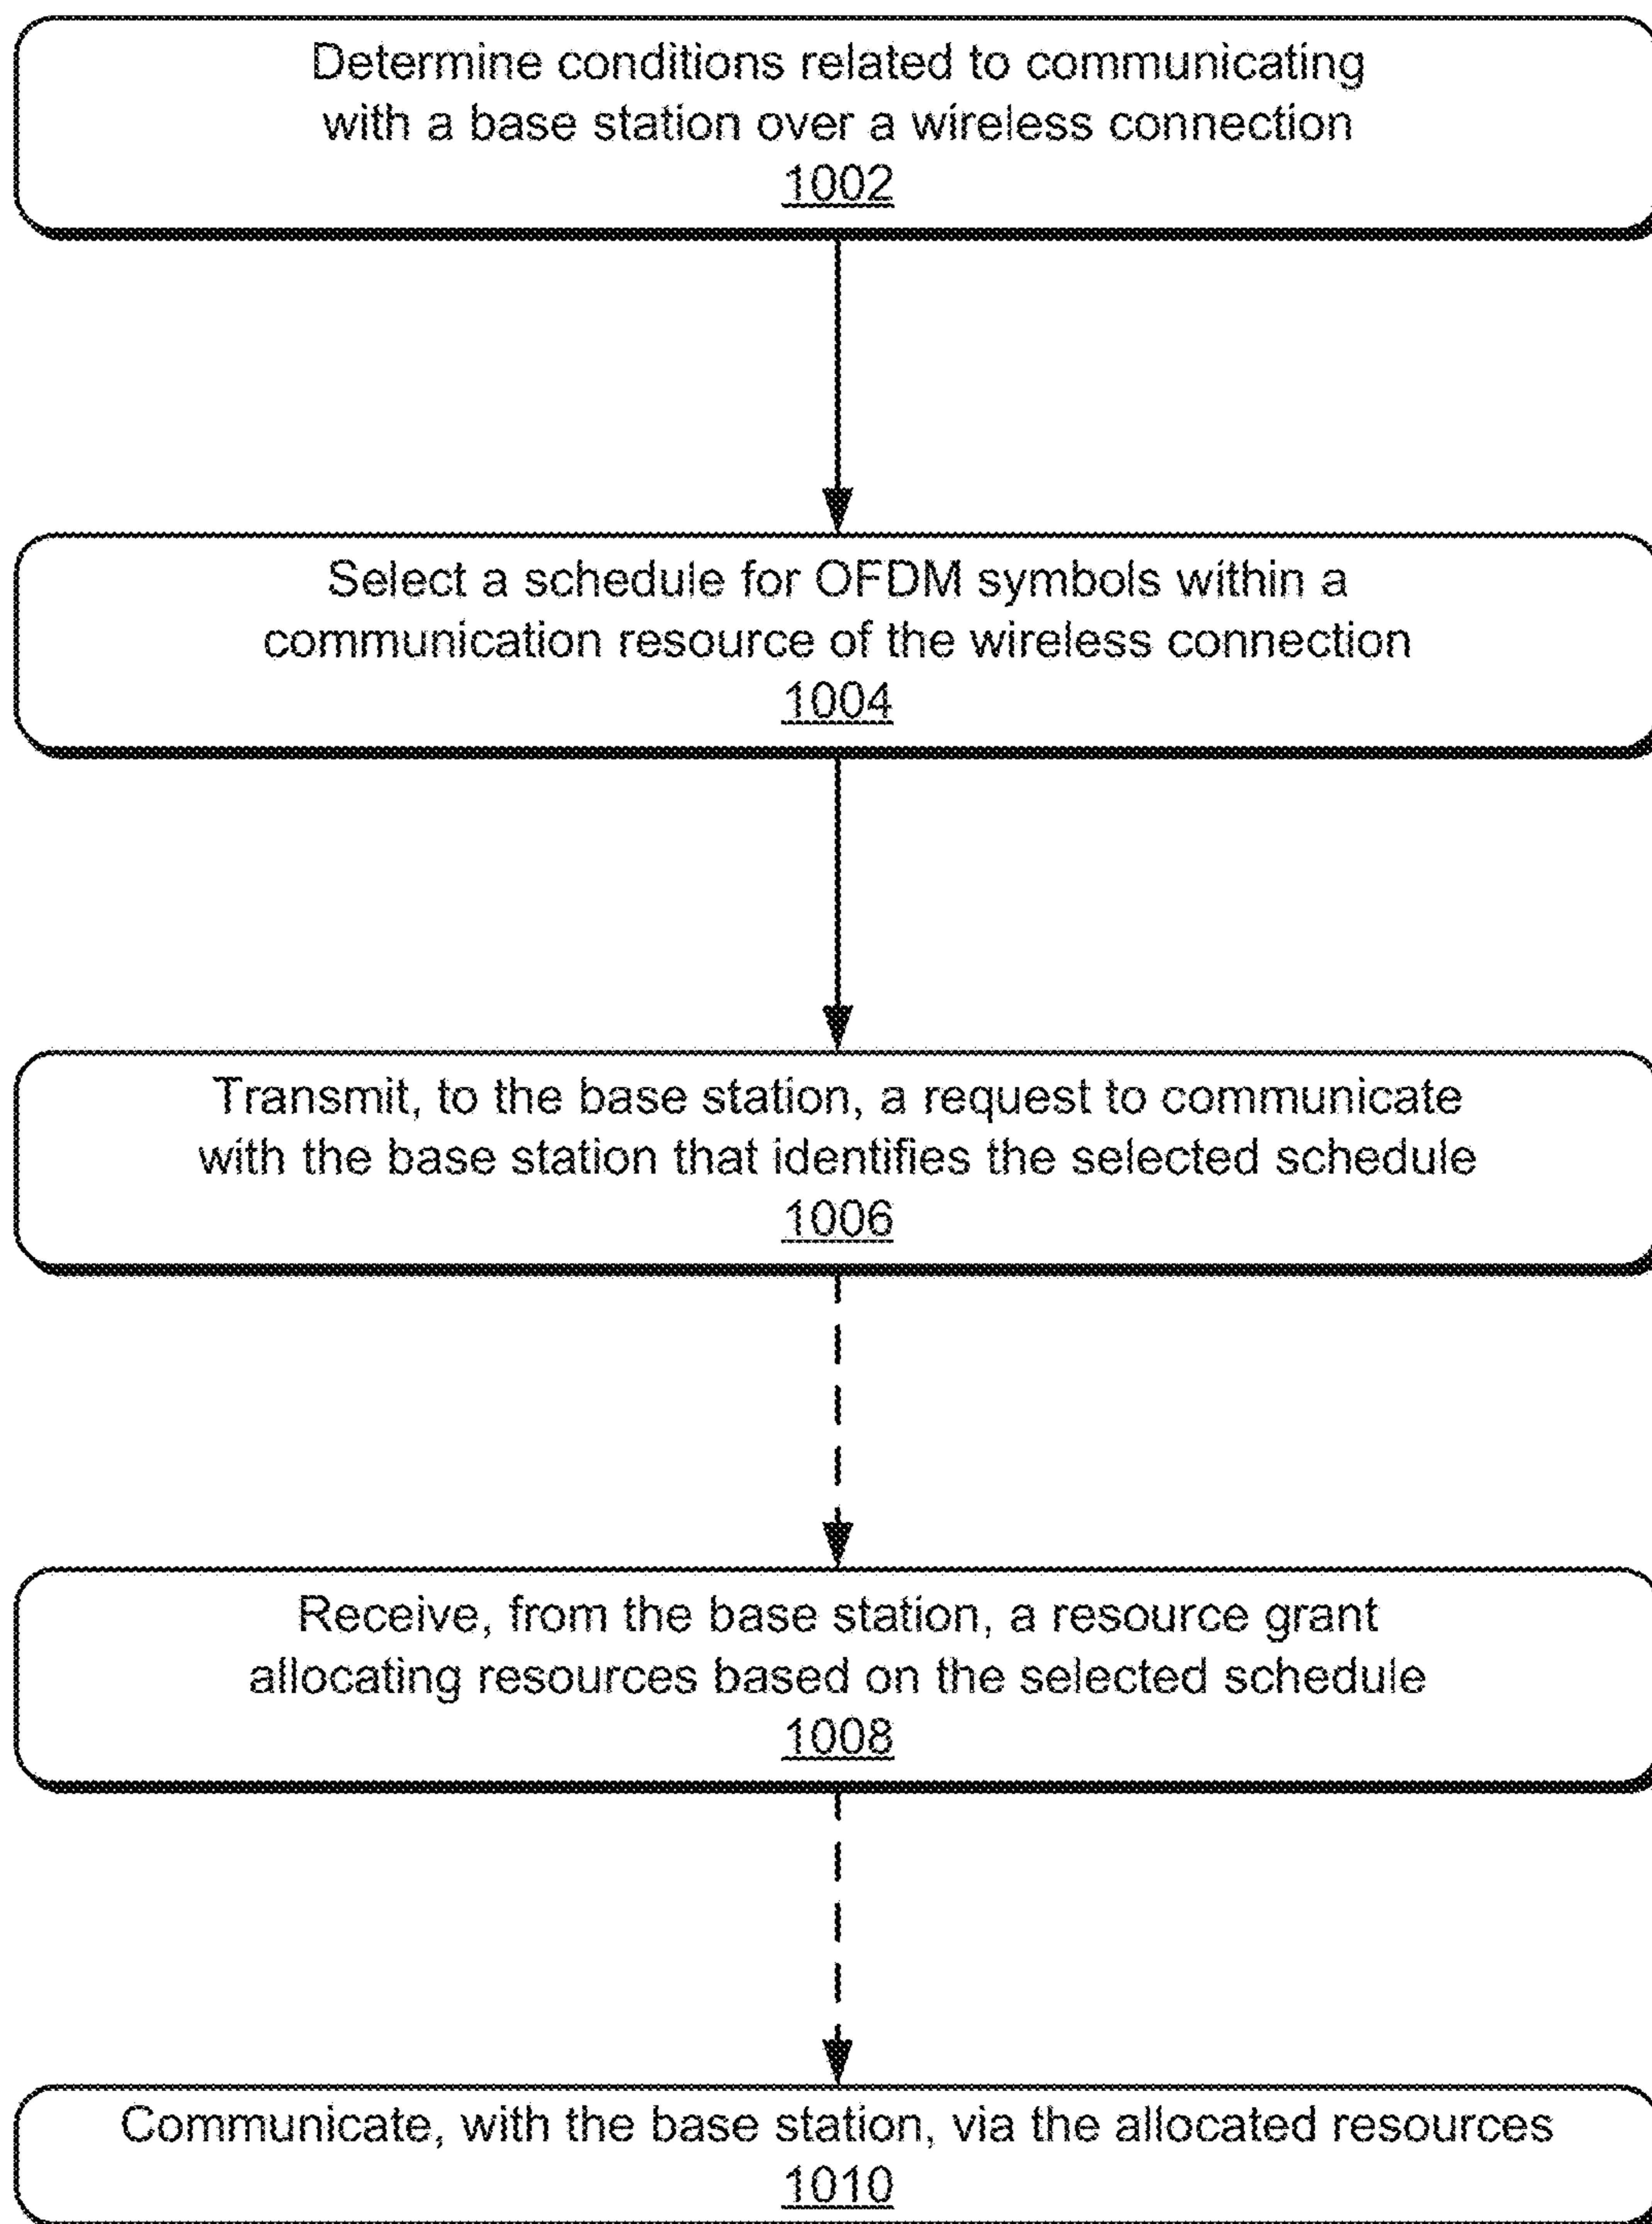 Determine conditions related to communicating
with a base station over a wireless connection
1002
Select a schedule for OFDM symbols within a
communication resource of the wireless connection
1004
Transmit, to the base station, a request to communicate
with the base station that identifies the selected schedule
1006
Receive, from the base station, a resource grant
allocating resources based on the selected schedule
1008
Communicate, with the base station, via the allocated resources
1010